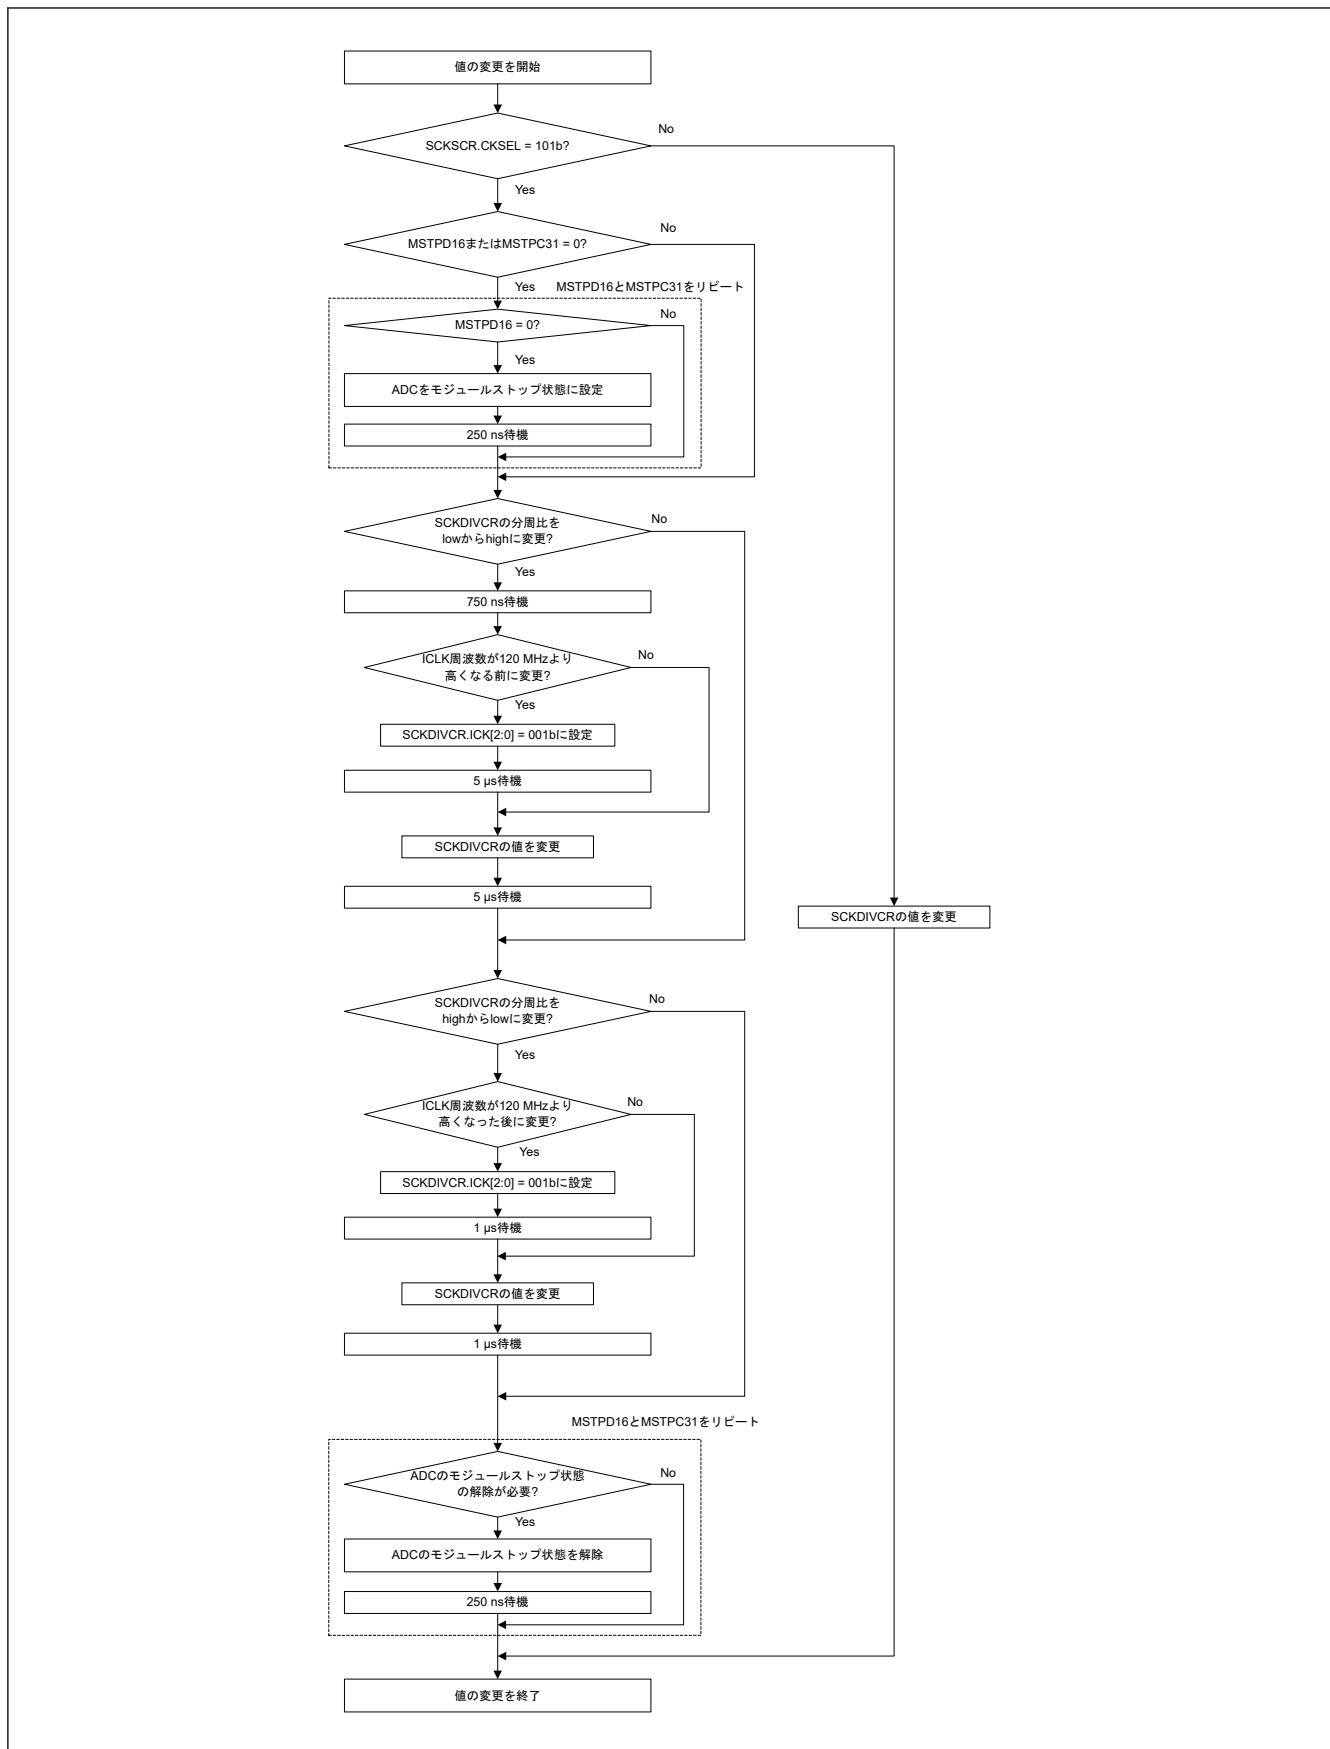 値の変更を開始
SCKSCR.CKSEL = 101b?
No
Yes
MSTPD16またはMSTPC31 = 0?
No
Yes
MSTPD16とMSTPC31をリピート
MSTPD16 = 0?
No
Yes
ADCをモジュールストップ状態に設定
250 ns待機
SCKDIVCRの分周比を
lowからhighに変更?
No
Yes
750 ns待機
ICLK周波数が120 MHzより
高くなる前に変更?
No
Yes
SCKDIVCR.ICK[2:0] = 001bに設定
5 µs待機
SCKDIVCRの値を変更
5 µs待機
SCKDIVCRの値を変更
SCKDIVCRの分周比を
highからlowに変更?
No
Yes
ICLK周波数が120 MHzより
高くなった後に変更?
No
Yes
SCKDIVCR.ICK[2:0] = 001bに設定
1 µs待機
SCKDIVCRの値を変更
1 µs待機
MSTPD16とMSTPC31をリピート
ADCのモジュールストップ状態
の解除が必要?
No
Yes
ADCのモジュールストップ状態を解除
250 ns待機
値の変更を終了